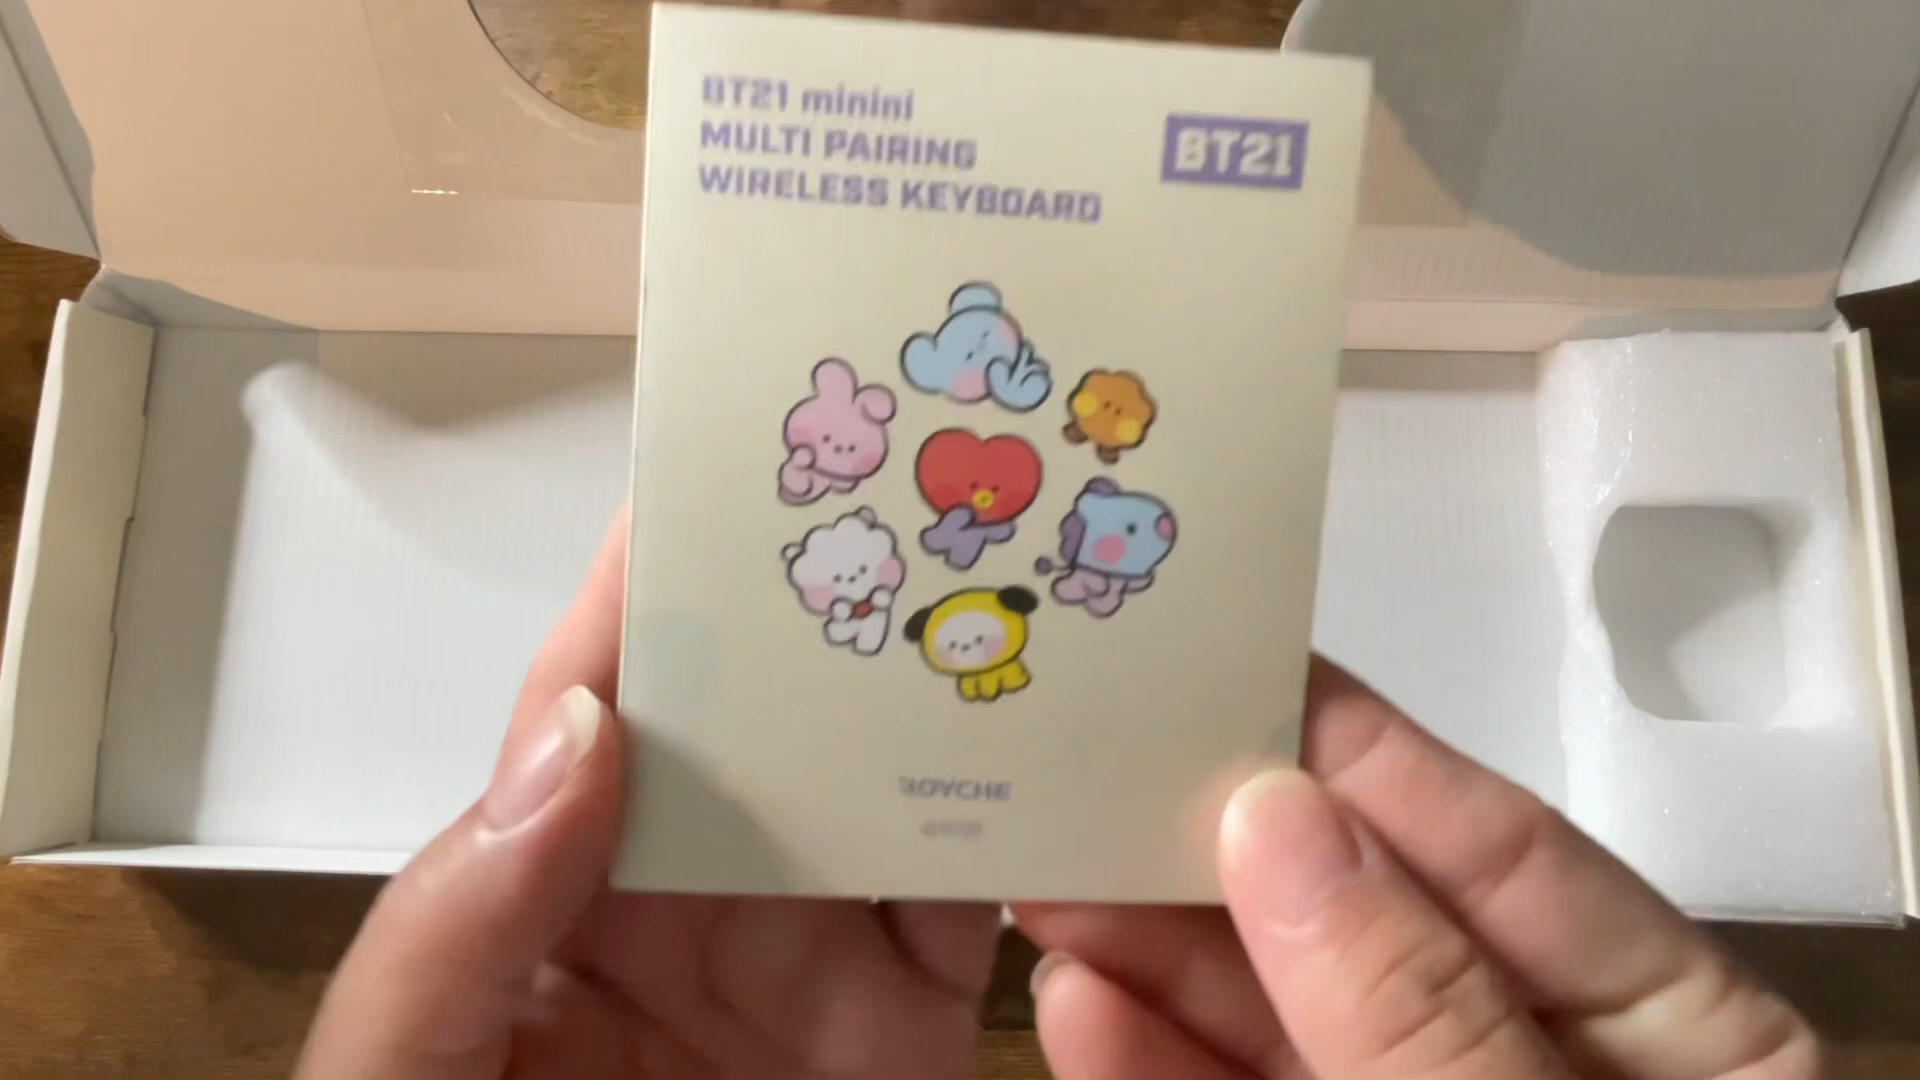 BT21 minini
MULTI PAIRING
WIRELESS KEYBOARD
BT21
ROYCHE